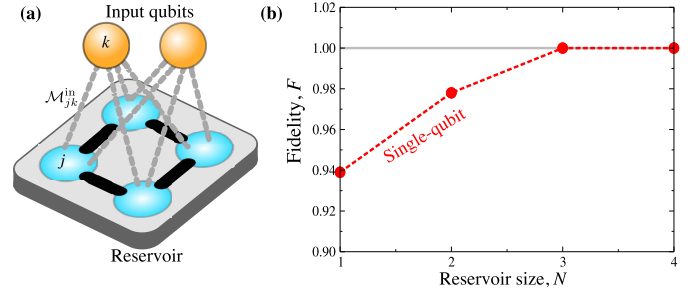 (a)
Input qubits
k
ℳ^in_jk
j
Reservoir
(b)
Fidelity, F
1.02
1.00
0.98
0.96
0.94
0.92
0.90
Single-qubit
1 2 3 4
Reservoir size, N